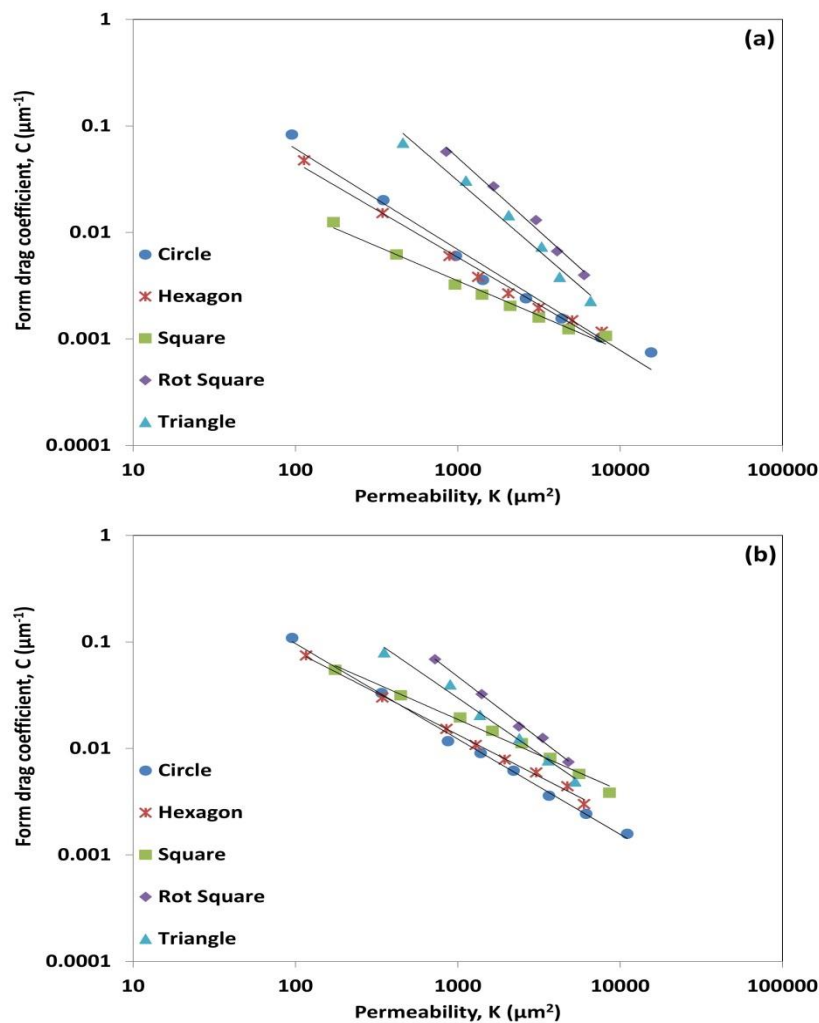 (a)
1
0.1
0.01
0.001
0.0001
Form drag coefficient, C (µm⁻¹)
Circle
Hexagon
Square
Rot Square
Triangle
10 100 1000 10000 100000
Permeability, K (µm²)
(b)
1
0.1
0.01
0.001
0.0001
Form drag coefficient, C (µm⁻¹)
Circle
Hexagon
Square
Rot Square
Triangle
10 100 1000 10000 100000
Permeability, K (µm²)